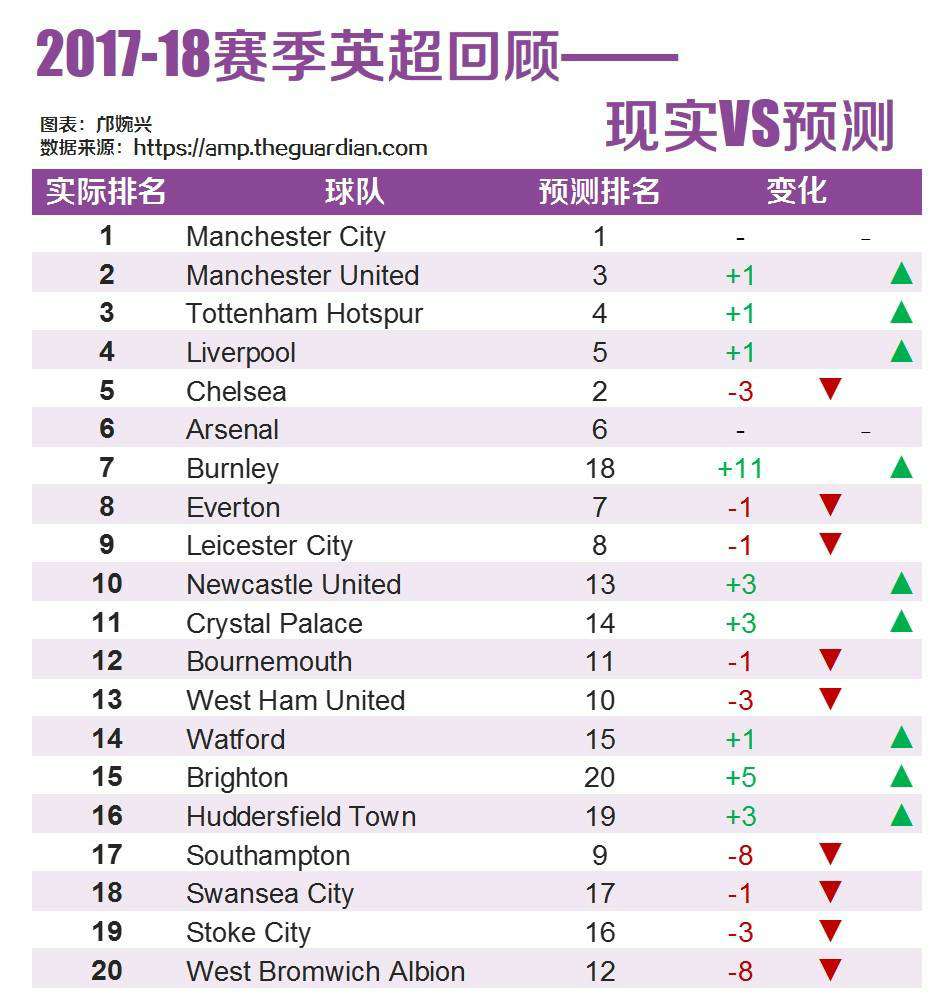 2017-18赛季英超回顾——
现实VS预测
图表：邝婉兴
数据来源：https://amp.theguardian.com
实际排名 球队 预测排名 变化
1 Manchester City 1 - -
2 Manchester United 3 +1 ▲
3 Tottenham Hotspur 4 +1 ▲
4 Liverpool 5 +1 ▲
5 Chelsea 2 -3 ▼
6 Arsenal 6 - -
7 Burnley 18 +11 ▲
8 Everton 7 -1 ▼
9 Leicester City 8 -1 ▼
10 Newcastle United 13 +3 ▲
11 Crystal Palace 14 +3 ▲
12 Bournemouth 11 -1 ▼
13 West Ham United 10 -3 ▼
14 Watford 15 +1 ▲
15 Brighton 20 +5 ▲
16 Huddersfield Town 19 +3 ▲
17 Southampton 9 -8 ▼
18 Swansea City 17 -1 ▼
19 Stoke City 16 -3 ▼
20 West Bromwich Albion 12 -8 ▼